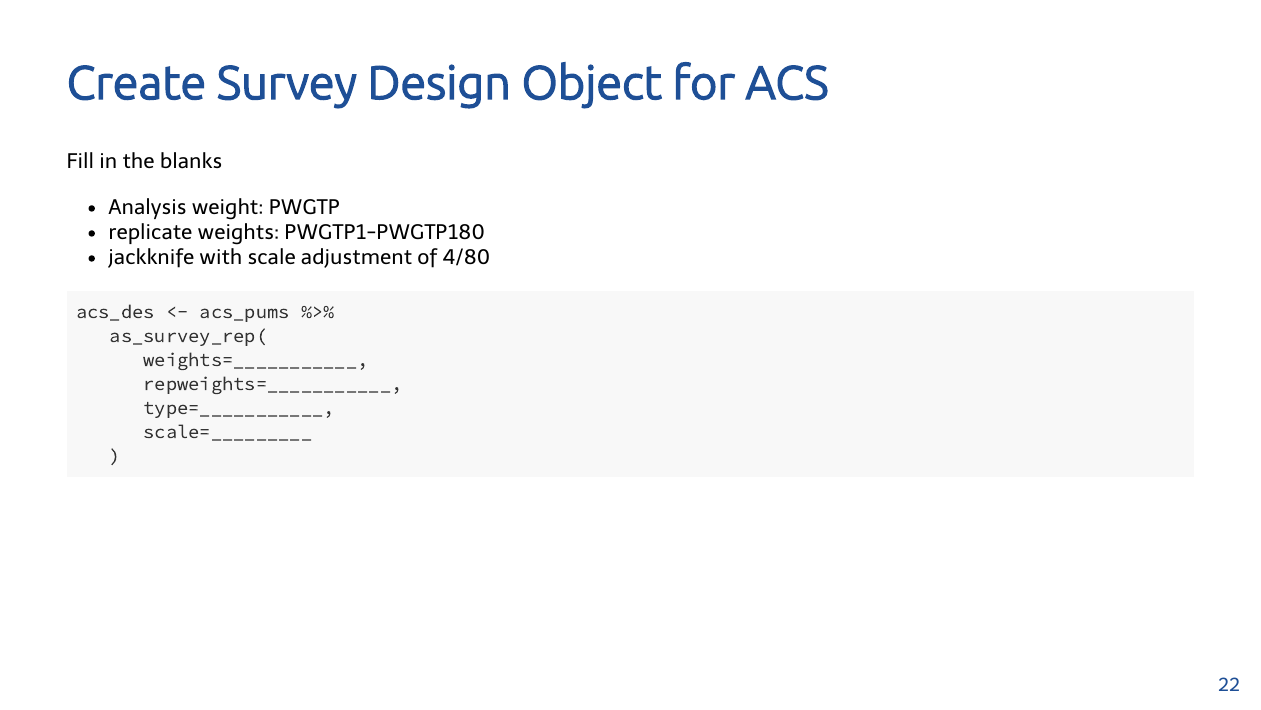 Create Survey Design Object for ACS
Fill in the blanks
• Analysis weight: PWGTP
• replicate weights: PWGTP1-PWGTP180
• jackknife with scale adjustment of 4/80
acs_des <- acs_pums %>%
   as_survey_rep(
      weights=___________,
      repweights=___________,
      type=___________,
      scale=_________
   )
22